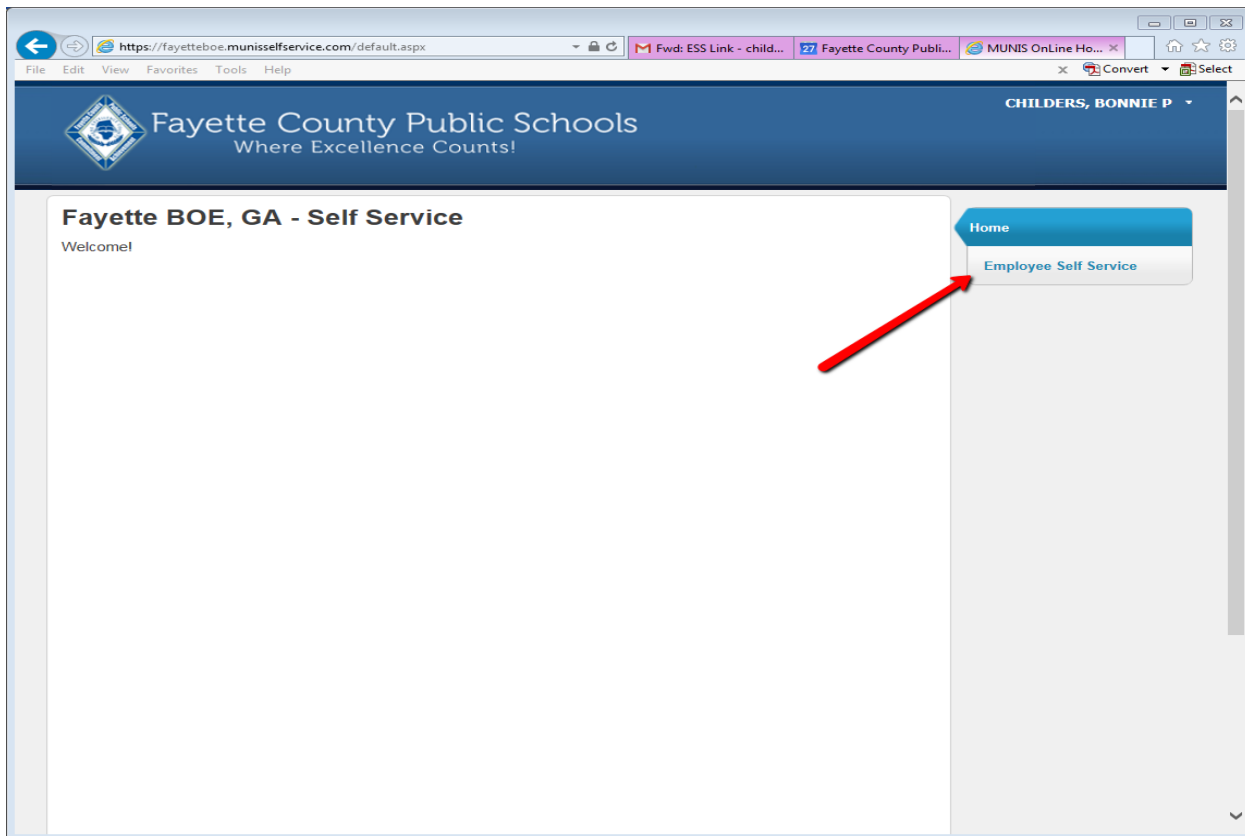 https://fayetteboe.munisselfservice.com/default.aspx
Fwd: ESS Link - child...
27 Fayette County Publi...
MUNIS OnLine Ho...
File Edit View Favorites Tools Help
Convert
Select
CHILDERS, BONNIE P
Fayette County Public Schools
Where Excellence Counts!
Fayette BOE, GA - Self Service
Welcome!
Home
Employee Self Service